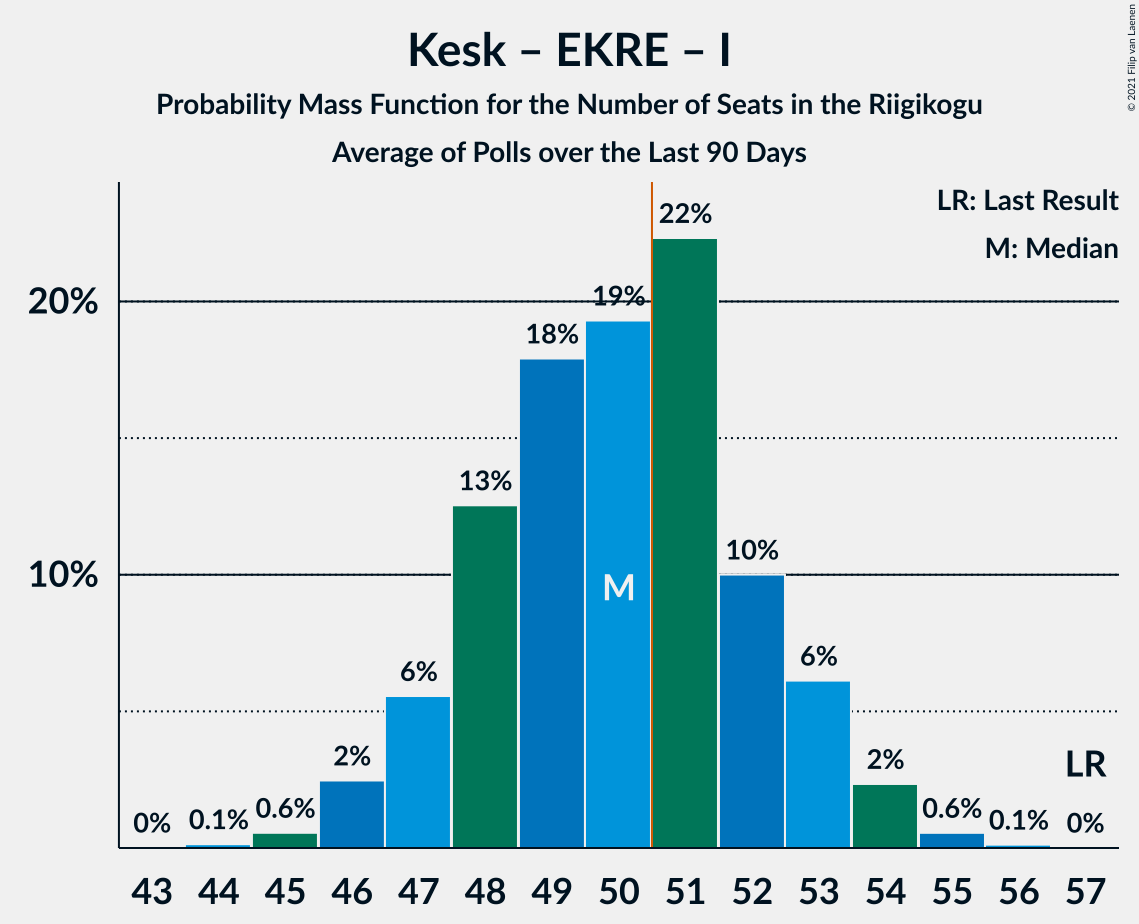 Kesk – EKRE – I
Probability Mass Function for the Number of Seats in the Riigikogu
Average of Polls over the Last 90 Days
© 2021 Filip van Laenen
LR: Last Result
M: Median
20%
10%
0%
0.1%
0.6%
2%
6%
13%
18%
19%
22%
10%
6%
2%
0.6%
0.1%
0%
M
LR
43 44 45 46 47 48 49 50 51 52 53 54 55 56 57